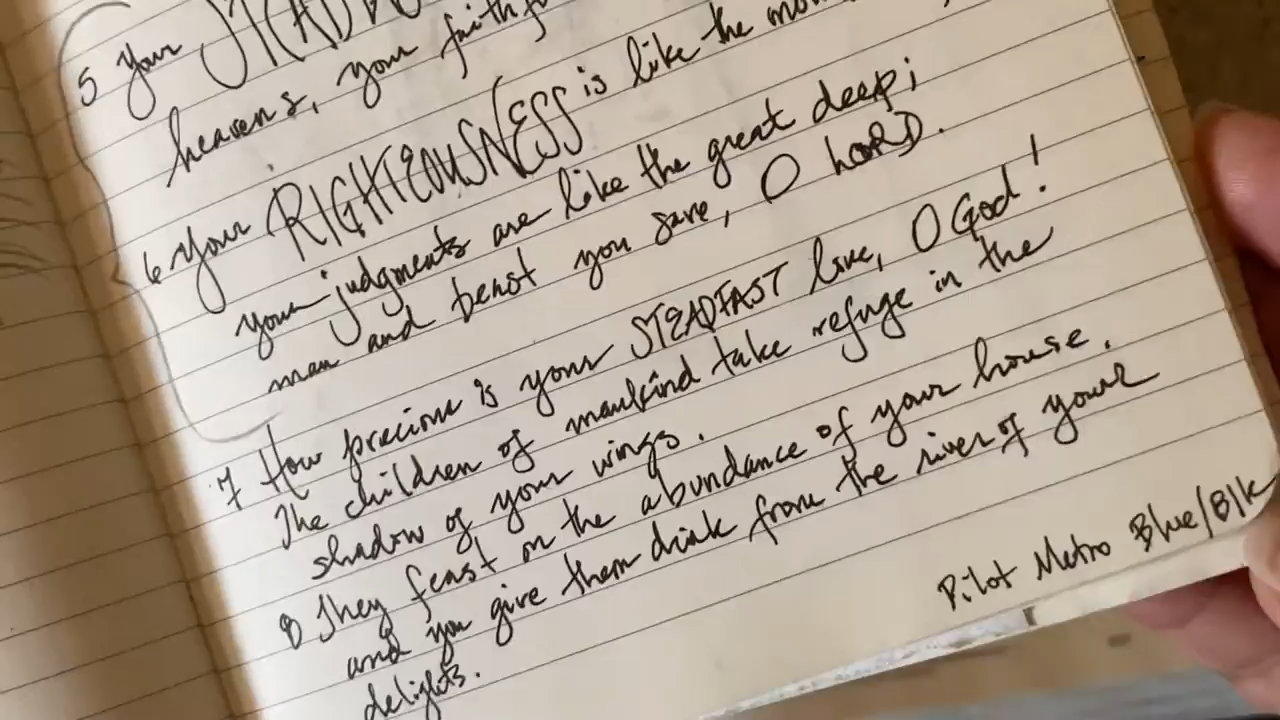 5 your
heavens, your
6 your RIGHTEOUSNESS is like the
your judgments are like the great deep;
man and beast you save, O LORD.
7 How precious is your STEADFAST love, O God!
The children of mankind take refuge in the
shadow of your wings.
8 They feast on the abundance of your house.
and you give them drink from the river of your
delights.
Pilot Metro Blue/Blk